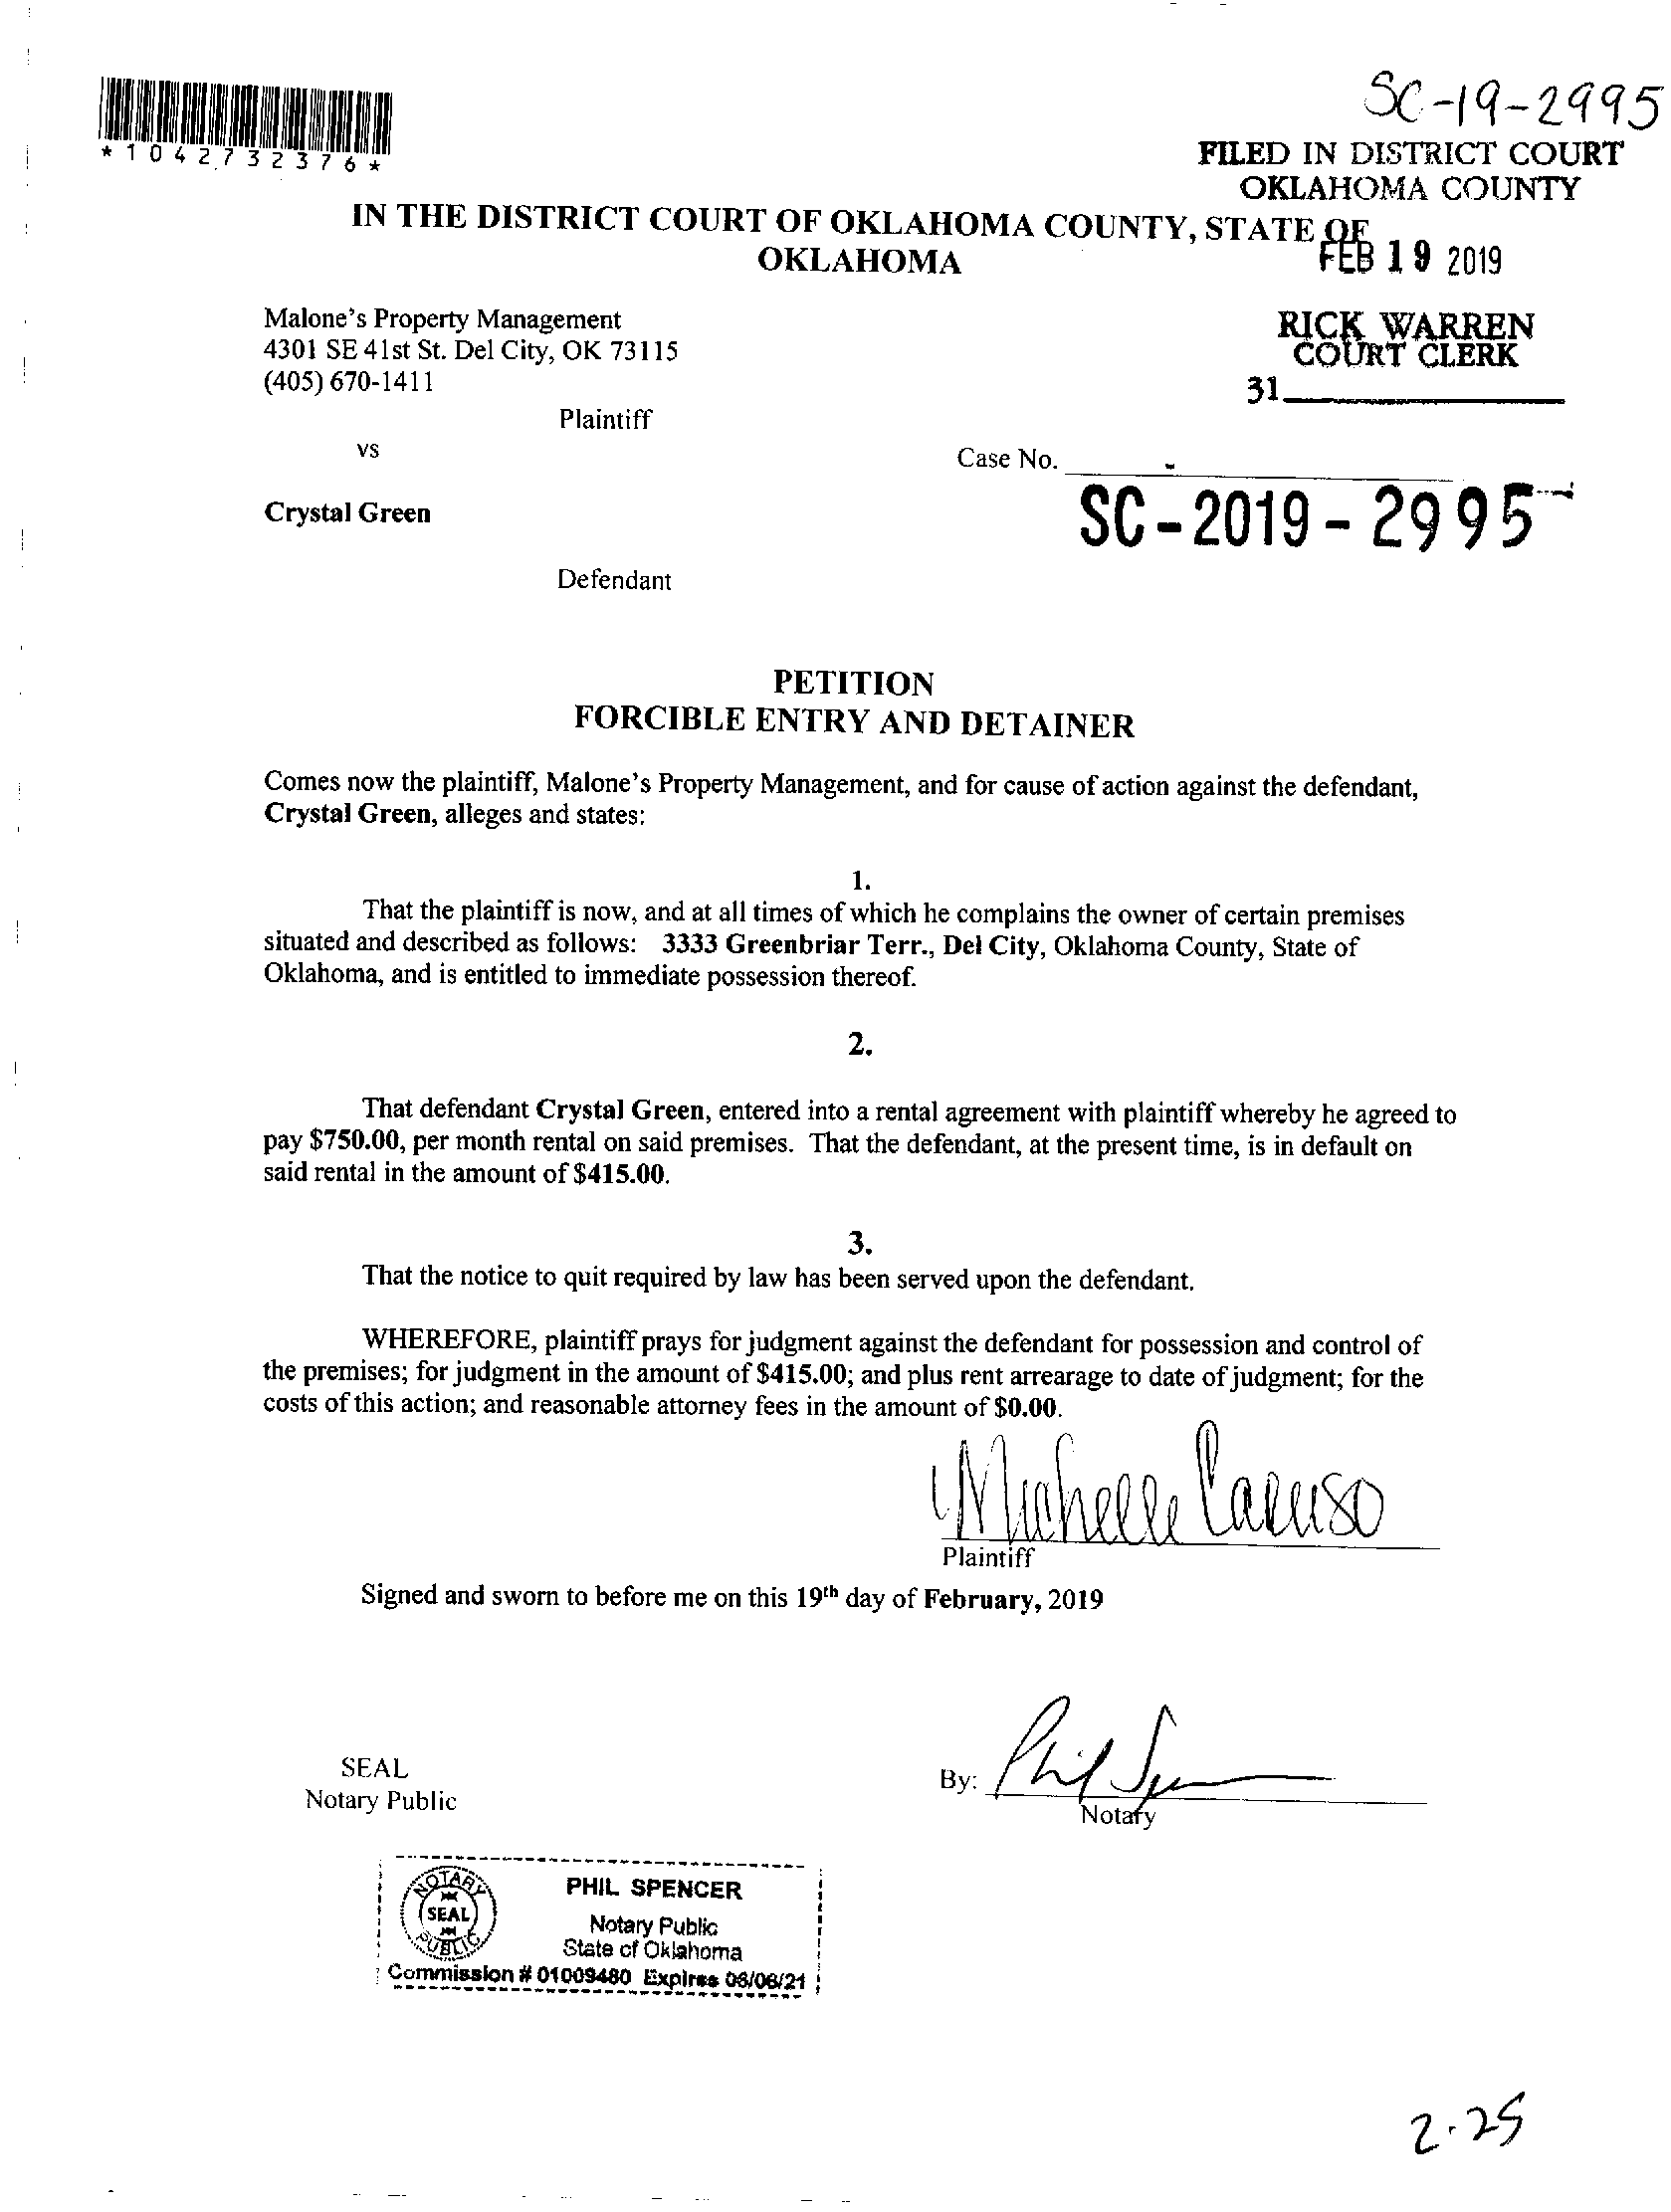 SC-19-2995
*1042732376*
FILED IN DISTRICT COURT
OKLAHOMA COUNTY
IN THE DISTRICT COURT OF OKLAHOMA COUNTY, STATE OF
OKLAHOMA
FEB 19 2019
Malone's Property Management
4301 SE 41st St. Del City, OK 73115
(405) 670-1411
RICK WARREN
COURT CLERK
31
Plaintiff
vs
Case No.
SC-2019-2995
Crystal Green
Defendant
PETITION
FORCIBLE ENTRY AND DETAINER
Comes now the plaintiff, Malone's Property Management, and for cause of action against the defendant,
Crystal Green, alleges and states:
1.
That the plaintiff is now, and at all times of which he complains the owner of certain premises
situated and described as follows: 3333 Greenbriar Terr., Del City, Oklahoma County, State of
Oklahoma, and is entitled to immediate possession thereof.
2.
That defendant Crystal Green, entered into a rental agreement with plaintiff whereby he agreed to
pay $750.00, per month rental on said premises. That the defendant, at the present time, is in default on
said rental in the amount of $415.00.
3.
That the notice to quit required by law has been served upon the defendant.
WHEREFORE, plaintiff prays for judgment against the defendant for possession and control of
the premises; for judgment in the amount of $415.00; and plus rent arrearage to date of judgment; for the
costs of this action; and reasonable attorney fees in the amount of $0.00.
Michelle Caruso
Plaintiff
Signed and sworn to before me on this 19th day of February, 2019
SEAL
Notary Public
By: Phil Spencer
Notary
NOTARY
SEAL
PUBLIC
PHIL SPENCER
Notary Public
State of Oklahoma
Commission # 01009480 Expires 06/06/21
2-25